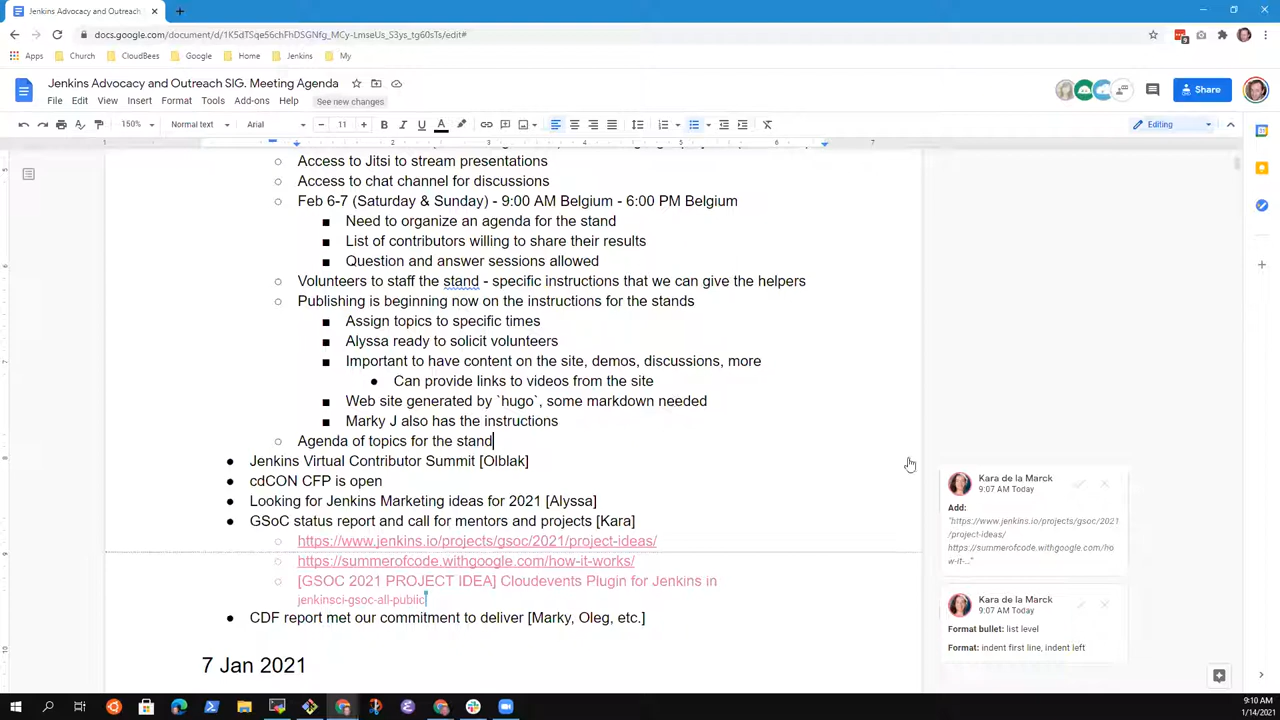 Jenkins Advocacy and Outreach
docs.google.com/document/d/1K5dTSqe56chFhDSGNfg_MCy-LmseUs_S3ys_tg60sTs/edit#
Apps Church CloudBees Google Home Jenkins My
Jenkins Advocacy and Outreach SIG. Meeting Agenda
File Edit View Insert Format Tools Add-ons Help See new changes
Share
150% Normal text Arial 11 Editing
Access to Jitsi to stream presentations
Access to chat channel for discussions
Feb 6-7 (Saturday & Sunday) - 9:00 AM Belgium - 6:00 PM Belgium
Need to organize an agenda for the stand
List of contributors willing to share their results
Question and answer sessions allowed
Volunteers to staff the stand - specific instructions that we can give the helpers
Publishing is beginning now on the instructions for the stands
Assign topics to specific times
Alyssa ready to solicit volunteers
Important to have content on the site, demos, discussions, more
Can provide links to videos from the site
Web site generated by `hugo`, some markdown needed
Marky J also has the instructions
Agenda of topics for the stand
Jenkins Virtual Contributor Summit [Olblak]
cdCON CFP is open
Looking for Jenkins Marketing ideas for 2021 [Alyssa]
GSoC status report and call for mentors and projects [Kara]
https://www.jenkins.io/projects/gsoc/2021/project-ideas/
https://summerofcode.withgoogle.com/how-it-works/
[GSOC 2021 PROJECT IDEA] Cloudevents Plugin for Jenkins in
jenkinsci-gsoc-all-public
CDF report met our commitment to deliver [Marky, Oleg, etc.]
7 Jan 2021
Kara de la Marck
9:07 AM Today
Add:
"https://www.jenkins.io/projects/gsoc/2021
/project-ideas/
https://summerofcode.withgoogle.com/ho
w-it-..."
Kara de la Marck
9:07 AM Today
Format bullet: list level
Format: indent first line, indent left
9:10 AM
1/14/2021